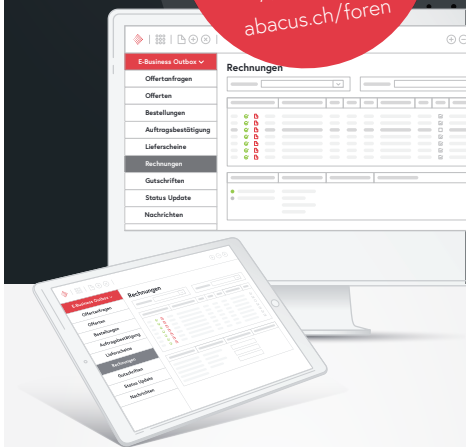 abacus.ch/foren
E-Business Outbox
Rechnungen
Offertanfragen
Offerten
Bestellungen
Auftragsbestätigung
Lieferscheine
Rechnungen
Gutschriften
Status Update
Nachrichten
E-Business Outbox
Rechnungen
Offertanfragen
Offerten
Bestellungen
Auftragsbestätigung
Lieferscheine
Rechnungen
Gutschriften
Status Update
Nachrichten